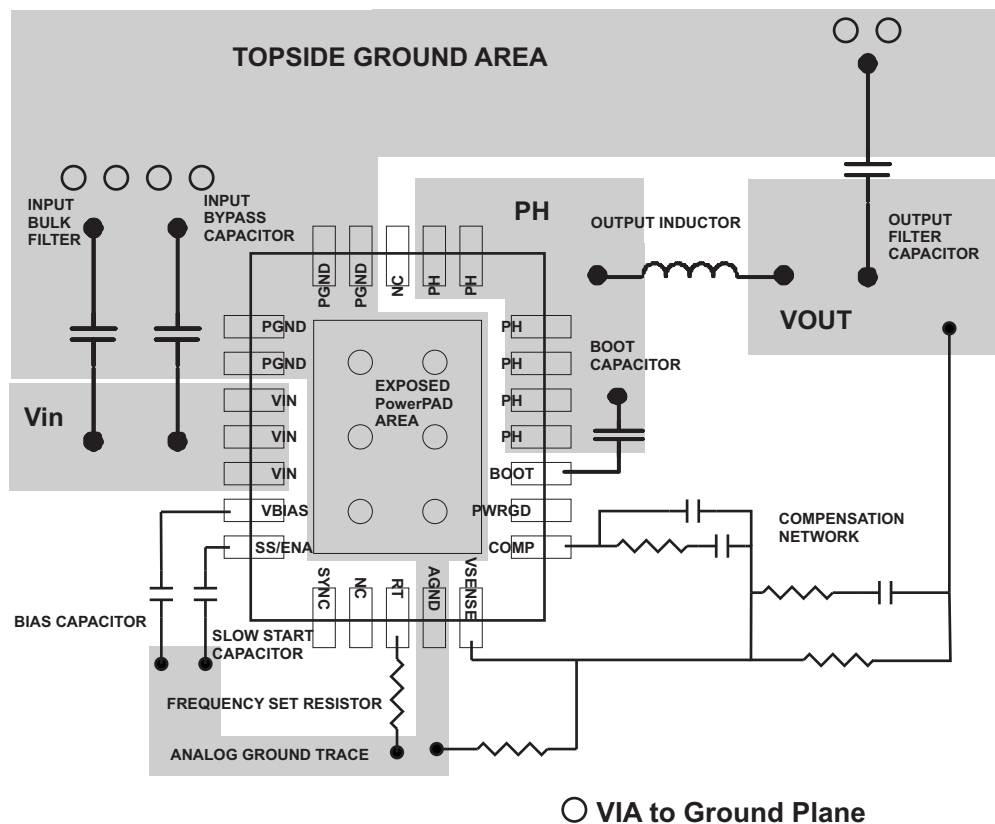 TOPSIDE GROUND AREA
INPUT
BULK
FILTER
INPUT
BYPASS
CAPACITOR
PH
OUTPUT INDUCTOR
OUTPUT
FILTER
CAPACITOR
VOUT
PGND
PGND
NC
PH
PH
PGND
PGND
VIN
VIN
VIN
VBIAS
SS/ENA
Vin
EXPOSED
PowerPAD
AREA
PH
PH
PH
PH
BOOT
PWRGD
COMP
BOOT
CAPACITOR
COMPENSATION
NETWORK
SYNC
NC
RT
AGND
VSENSE
BIAS CAPACITOR
SLOW START
CAPACITOR
FREQUENCY SET RESISTOR
ANALOG GROUND TRACE
VIA to Ground Plane